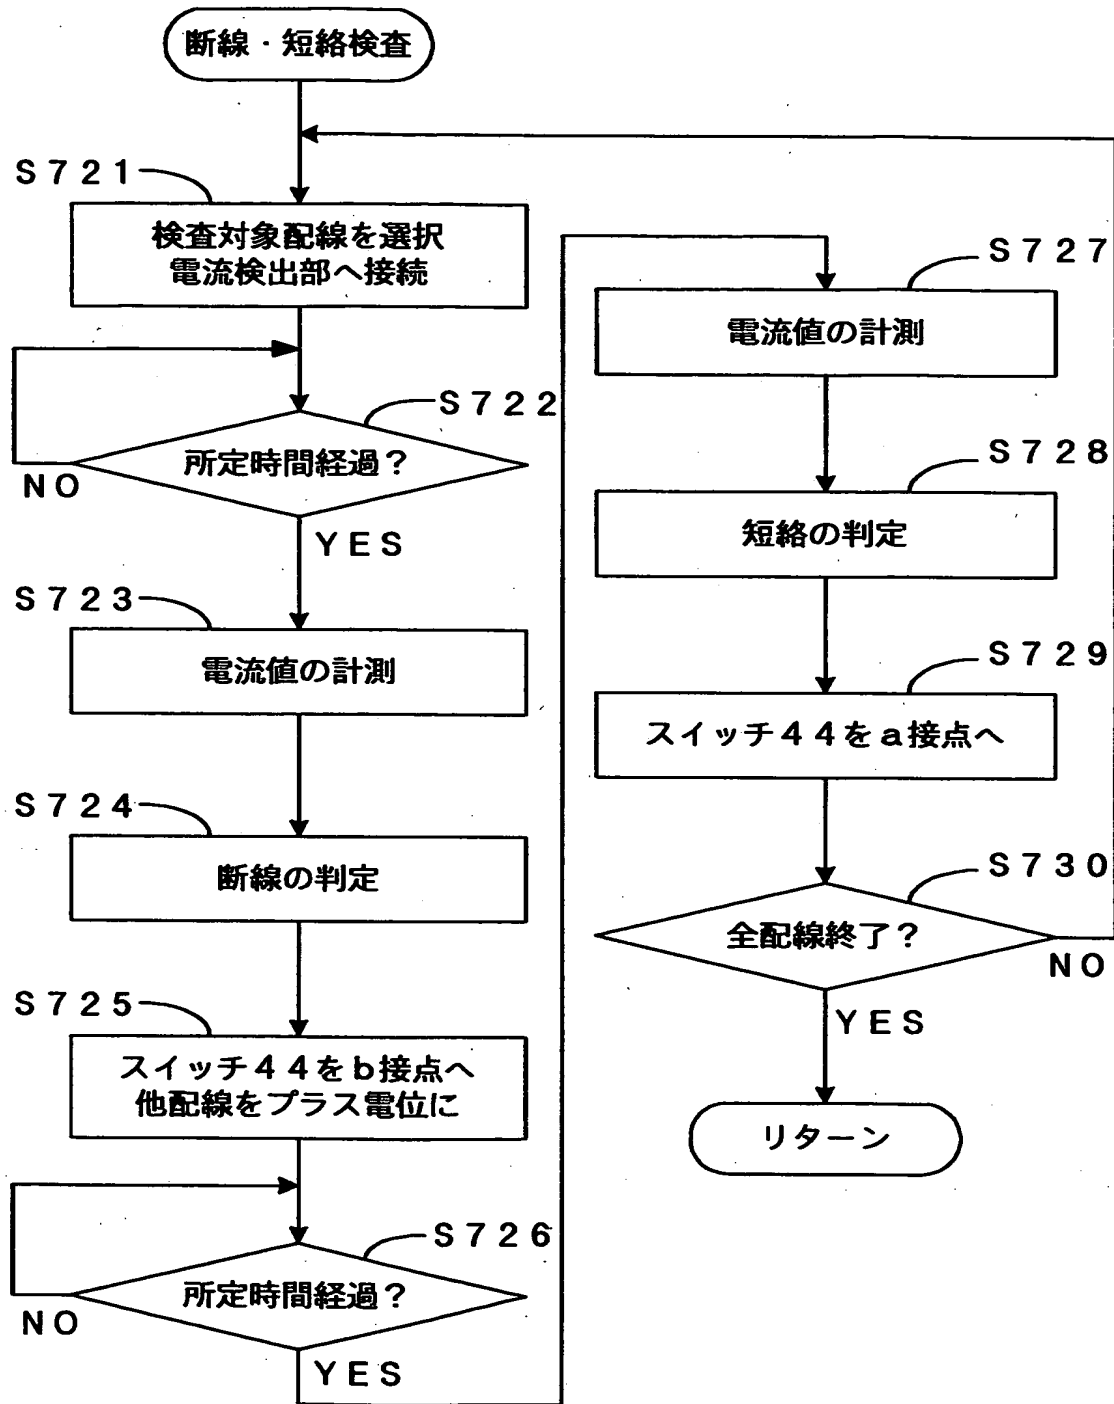 断線・短絡検査
S721
検査対象配線を選択
電流検出部へ接続
S722
所定時間経過?
NO
YES
S723
電流値の計測
S724
断線の判定
S725
スイッチ44をb接点へ
他配線をプラス電位に
S726
所定時間経過?
NO
YES
S727
電流値の計測
S728
短絡の判定
S729
スイッチ44をa接点へ
S730
全配線終了?
NO
YES
リターン